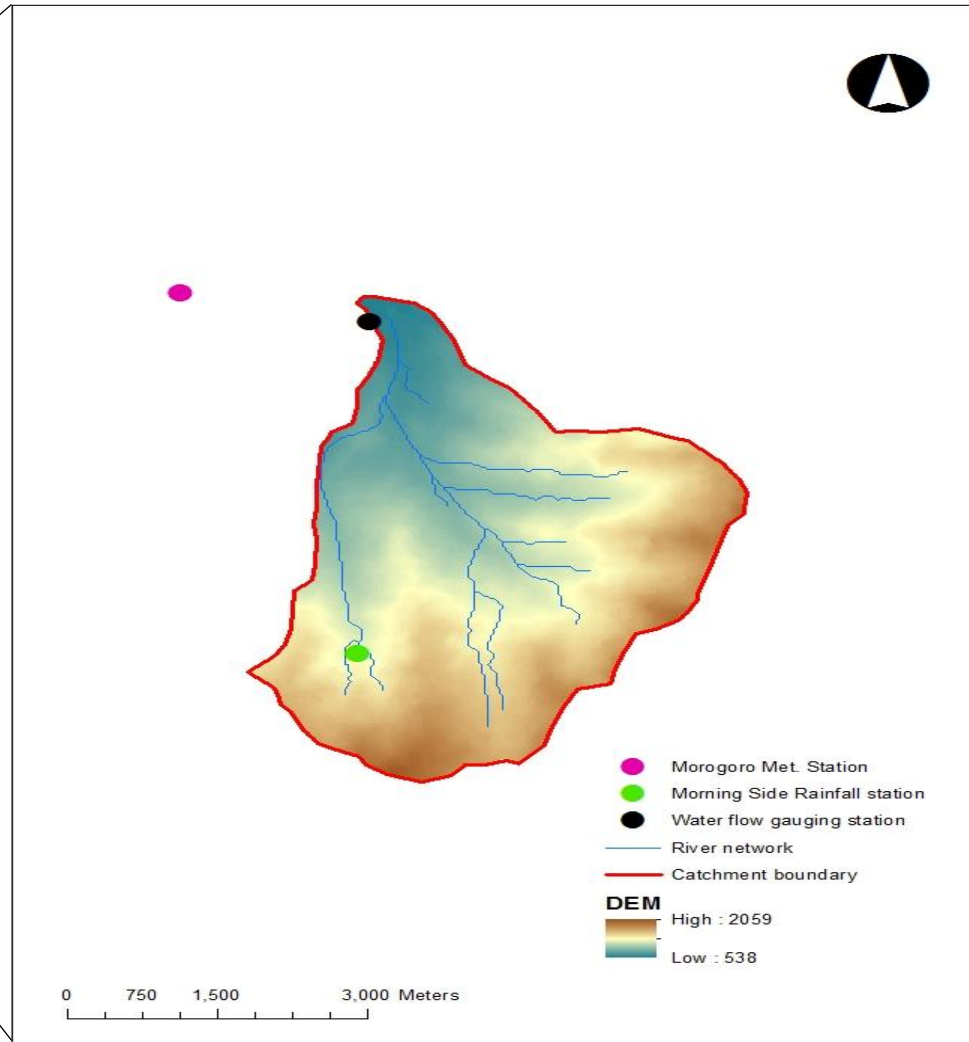 Morogoro Met. Station
Morning Side Rainfall station
Water flow gauging station
River network
Catchment boundary
DEM
High : 2059
Low : 538
0 750 1,500 3,000 Meters